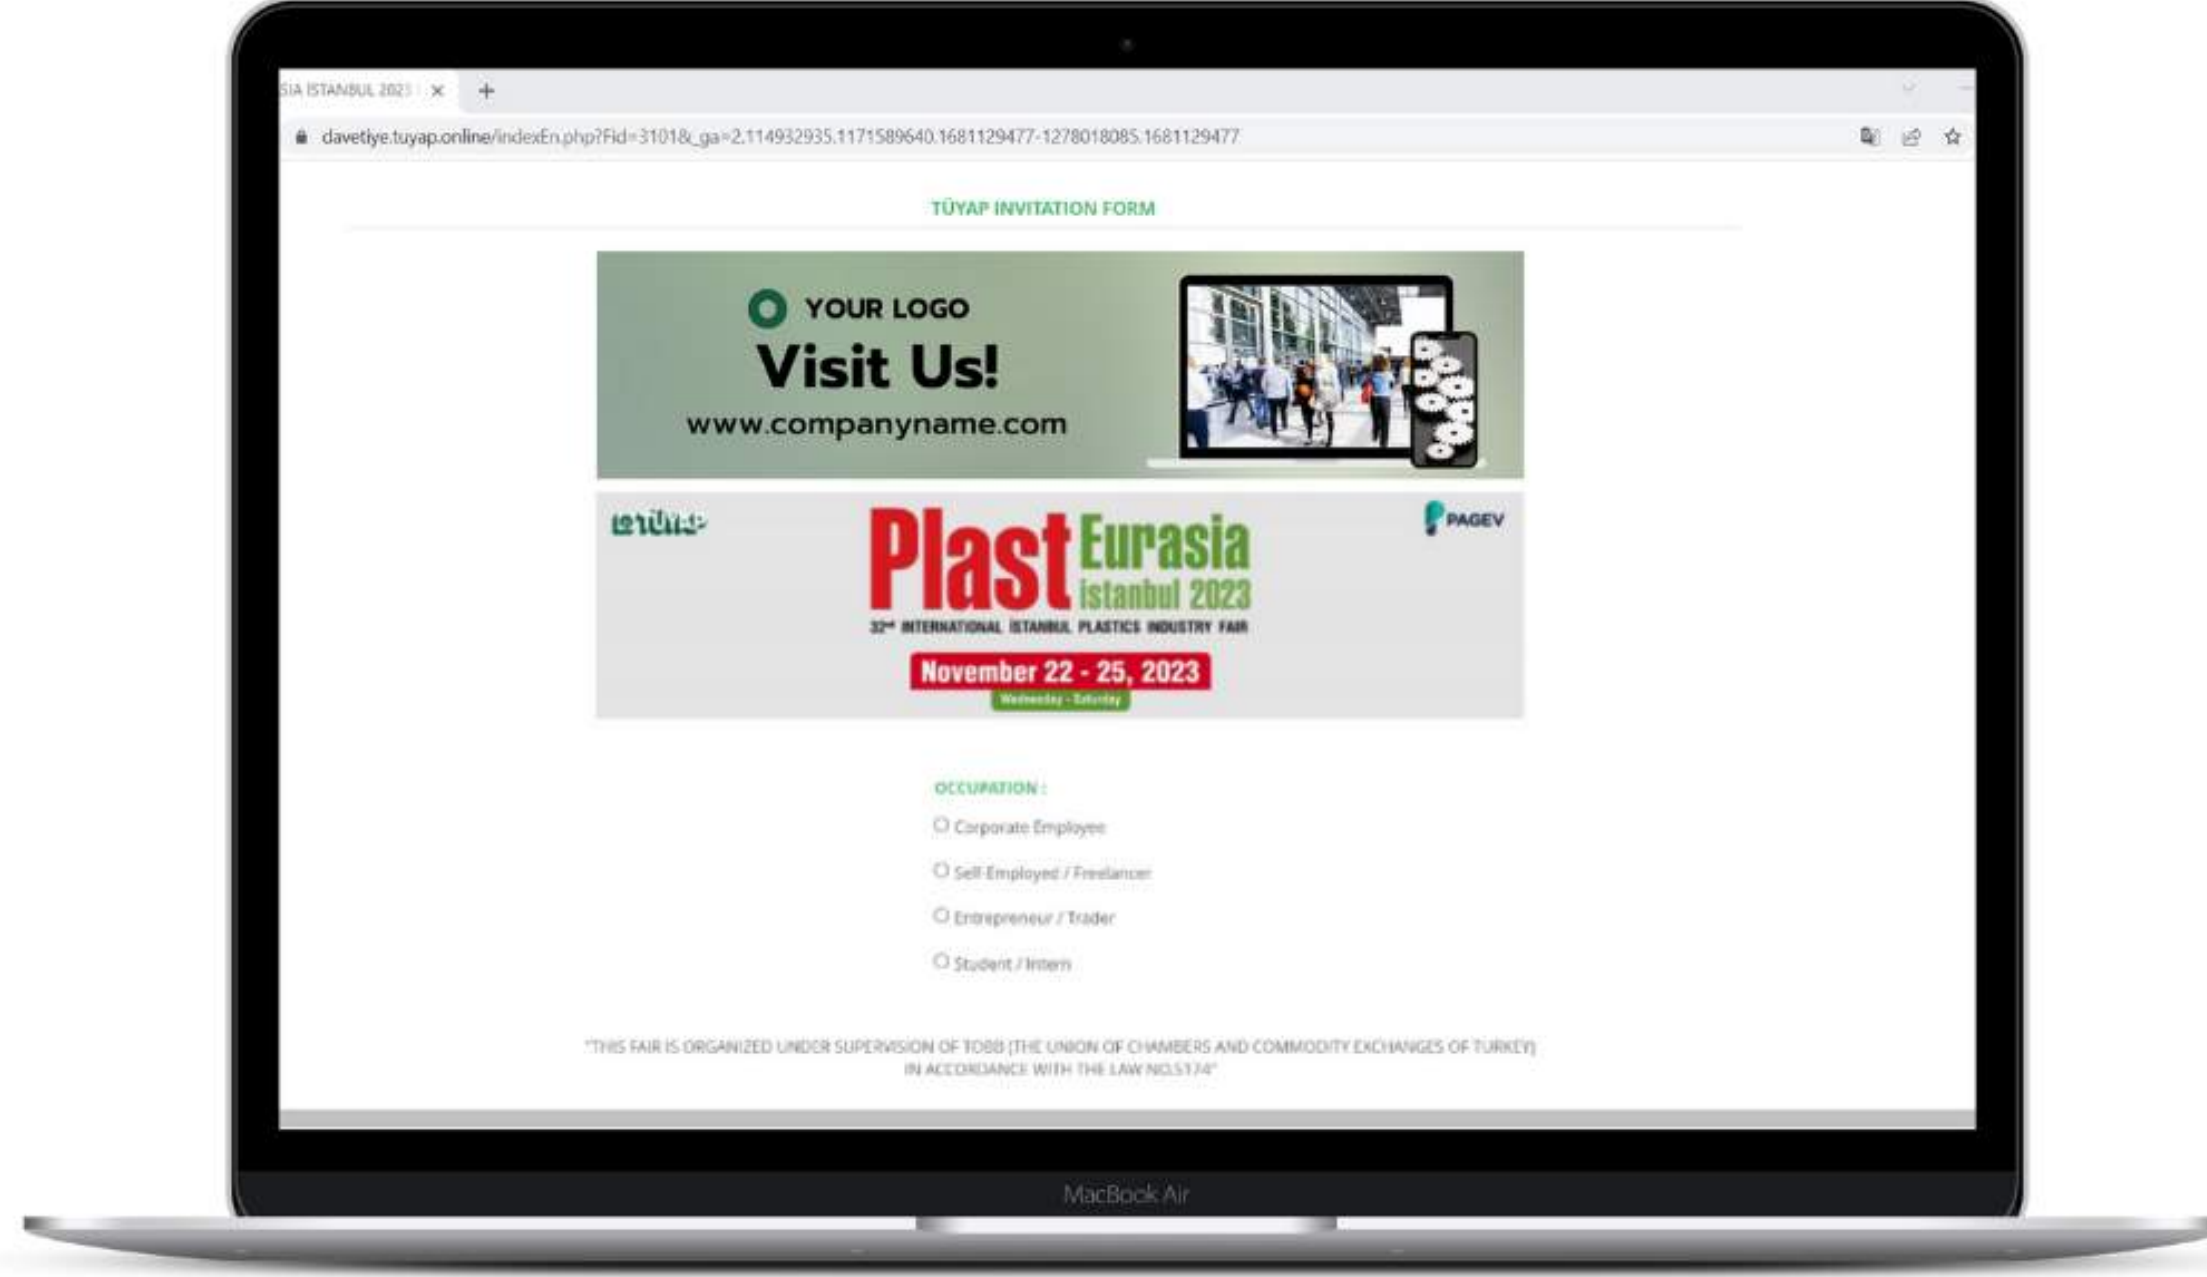 SIA İSTANBUL 2023
davetiye.tuyap.online/indexEn.php?Fid=3101&_ga=2.114932935.1171589640.1681129477-1278018085.1681129477
TÜYAP INVITATION FORM
YOUR LOGO
Visit Us!
www.companyname.com
TÜYAP
PAGEV
Plast Eurasia
istanbul 2023
32nd INTERNATIONAL İSTANBUL PLASTICS INDUSTRY FAIR
November 22 - 25, 2023
Wednesday - Saturday
OCCUPATION :
Corporate Employee
Self-Employed / Freelancer
Entrepreneur / Trader
Student / Intern
"THIS FAIR IS ORGANIZED UNDER SUPERVISION OF TOBB (THE UNION OF CHAMBERS AND COMMODITY EXCHANGES OF TURKEY)
IN ACCORDANCE WITH THE LAW NO.5174"
MacBook Air